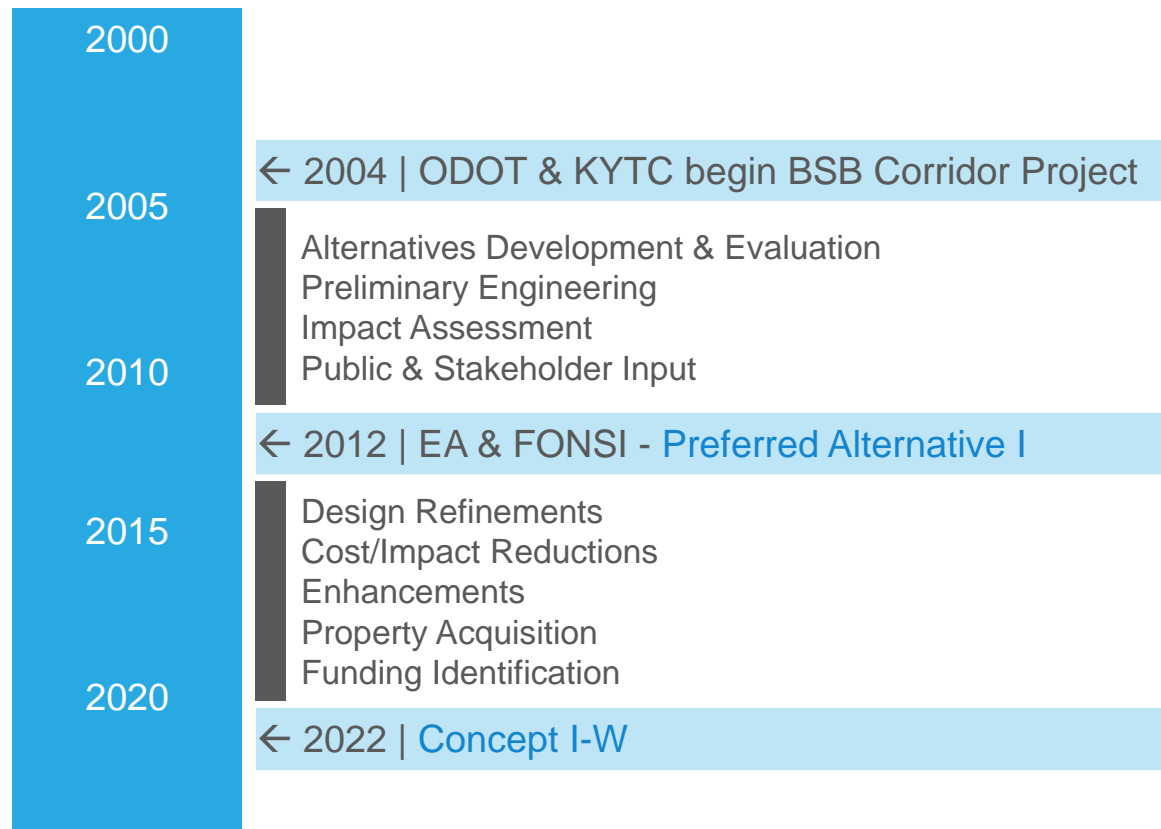 2000
← 2004 | ODOT & KYTC begin BSB Corridor Project
2005
Alternatives Development & Evaluation
Preliminary Engineering
Impact Assessment
Public & Stakeholder Input
2010
← 2012 | EA & FONSI - Preferred Alternative I
Design Refinements
2015
Cost/Impact Reductions
Enhancements
Property Acquisition
Funding Identification
2020
← 2022 | Concept I-W